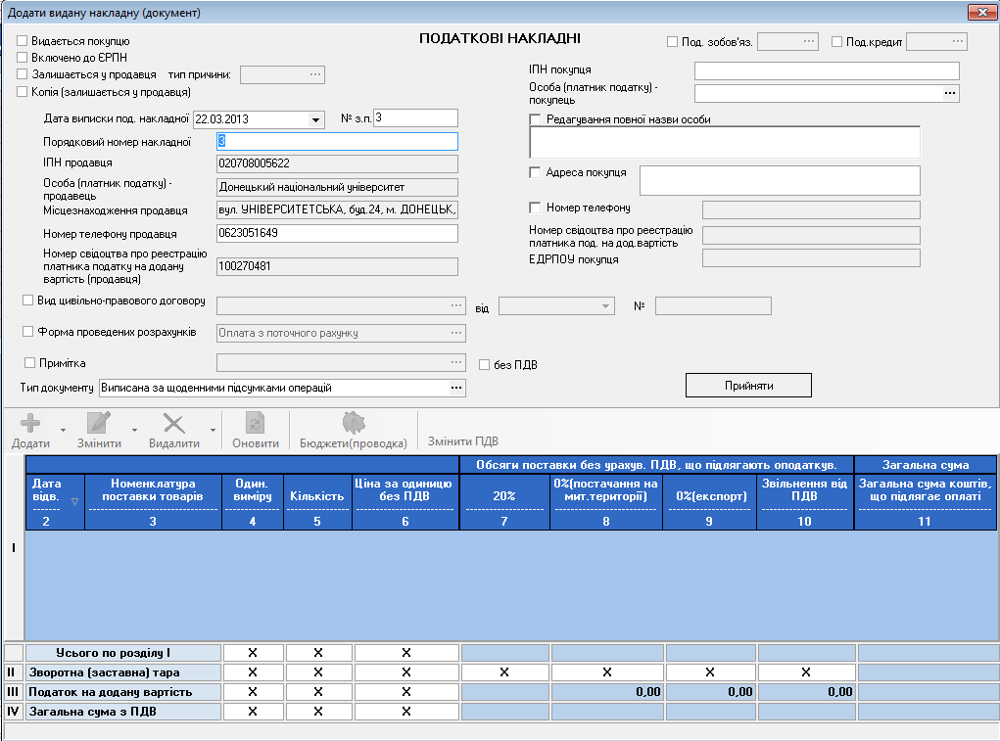 Додати видану накладну (документ)
ПОДАТКОВІ НАКЛАДНІ
Видається покупцю
Включено до ЄРПН
Залишається у продавця тип причини: ...
Копія (залишається у продавця)
Под. зобов'яз. ...
Под.кредит ...
ІПН покупця
Особа (платник податку) -
покупець ...
Дата виписки под. накладної 22.03.2013 № з.п. 3
Порядковий номер накладної 3
ІПН продавця 020708005622
Особа (платник податку) -
продавець Донецький національний університет
Місцезнаходження продавця вул. УНІВЕРСИТЕТСЬКА, буд.24, м. ДОНЕЦЬК,
Номер телефону продавця 0623051649
Номер свідоцтва про реестрацію
платника податку на додану
вартість (продавця) 100270481
Редагування повної назви особи
Адреса покупця
Номер телефону
Номер свідоцтва про реестрацію
платника под. на дод.вартість
ЕДРПОУ покупця
Вид цивільно-правового договору ... від №
Форма проведених розрахунків Оплата з поточного рахунку ...
Примітка ... без ПДВ
Тип документу Виписана за щоденними підсумками операцій ...
Прийняти
Додати Змінити Видалити Оновити Бюджети(проводка) Змінити ПДВ
Обсяги поставки без урахув. ПДВ, що підлягають оподаткув. Загальна сума
Дата
відв.
Номенклатура
поставки товарів
Один.
виміру
Кількість
Ціна за одиницю
без ПДВ
20%
0%(постачання на
мит.території)
0%(експорт)
Звільнення від
ПДВ
Загальна сума коштів,
що підлягає оплаті
2 3 4 5 6 7 8 9 10 11
I
Усього по розділу I X X X
II Зворотна (заставна) тара X X X X X X X
III Податок на додану вартість X X X 0,00 0,00 0,00
IV Загальна сума з ПДВ X X X